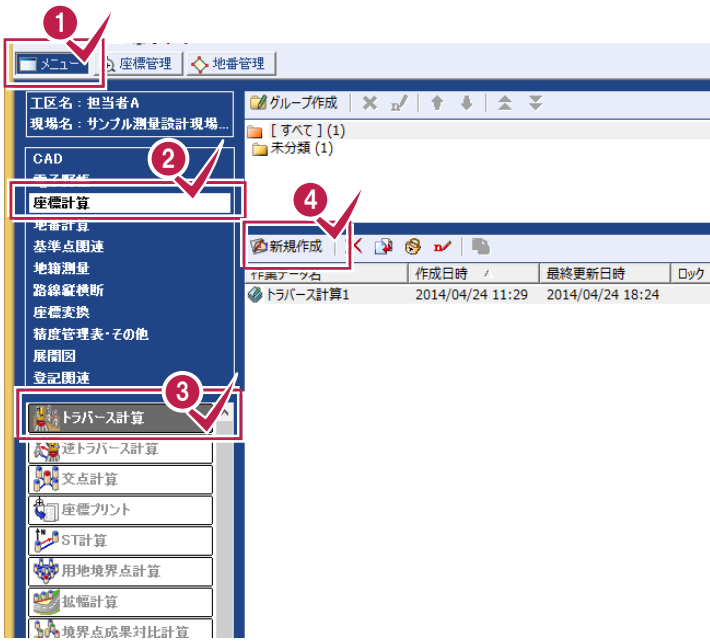 1
メニュー 座標管理 地番管理
工区名：担当者A
現場名：サンプル測量設計現場...
グループ作成
[ すべて ] (1)
未分類 (1)
CAD
2
座標計算
地番計算
基準点関連
地籍測量
路線縦横断
座標変換
精度管理表・その他
展開図
登記関連
4
新規作成
作業データ名 作成日時 最終更新日時 ロック
トラバース計算1 2014/04/24 11:29 2014/04/24 18:24
3
トラバース計算
逆トラバース計算
交点計算
座標プリント
ST計算
用地境界点計算
拡幅計算
境界点成果対比計算